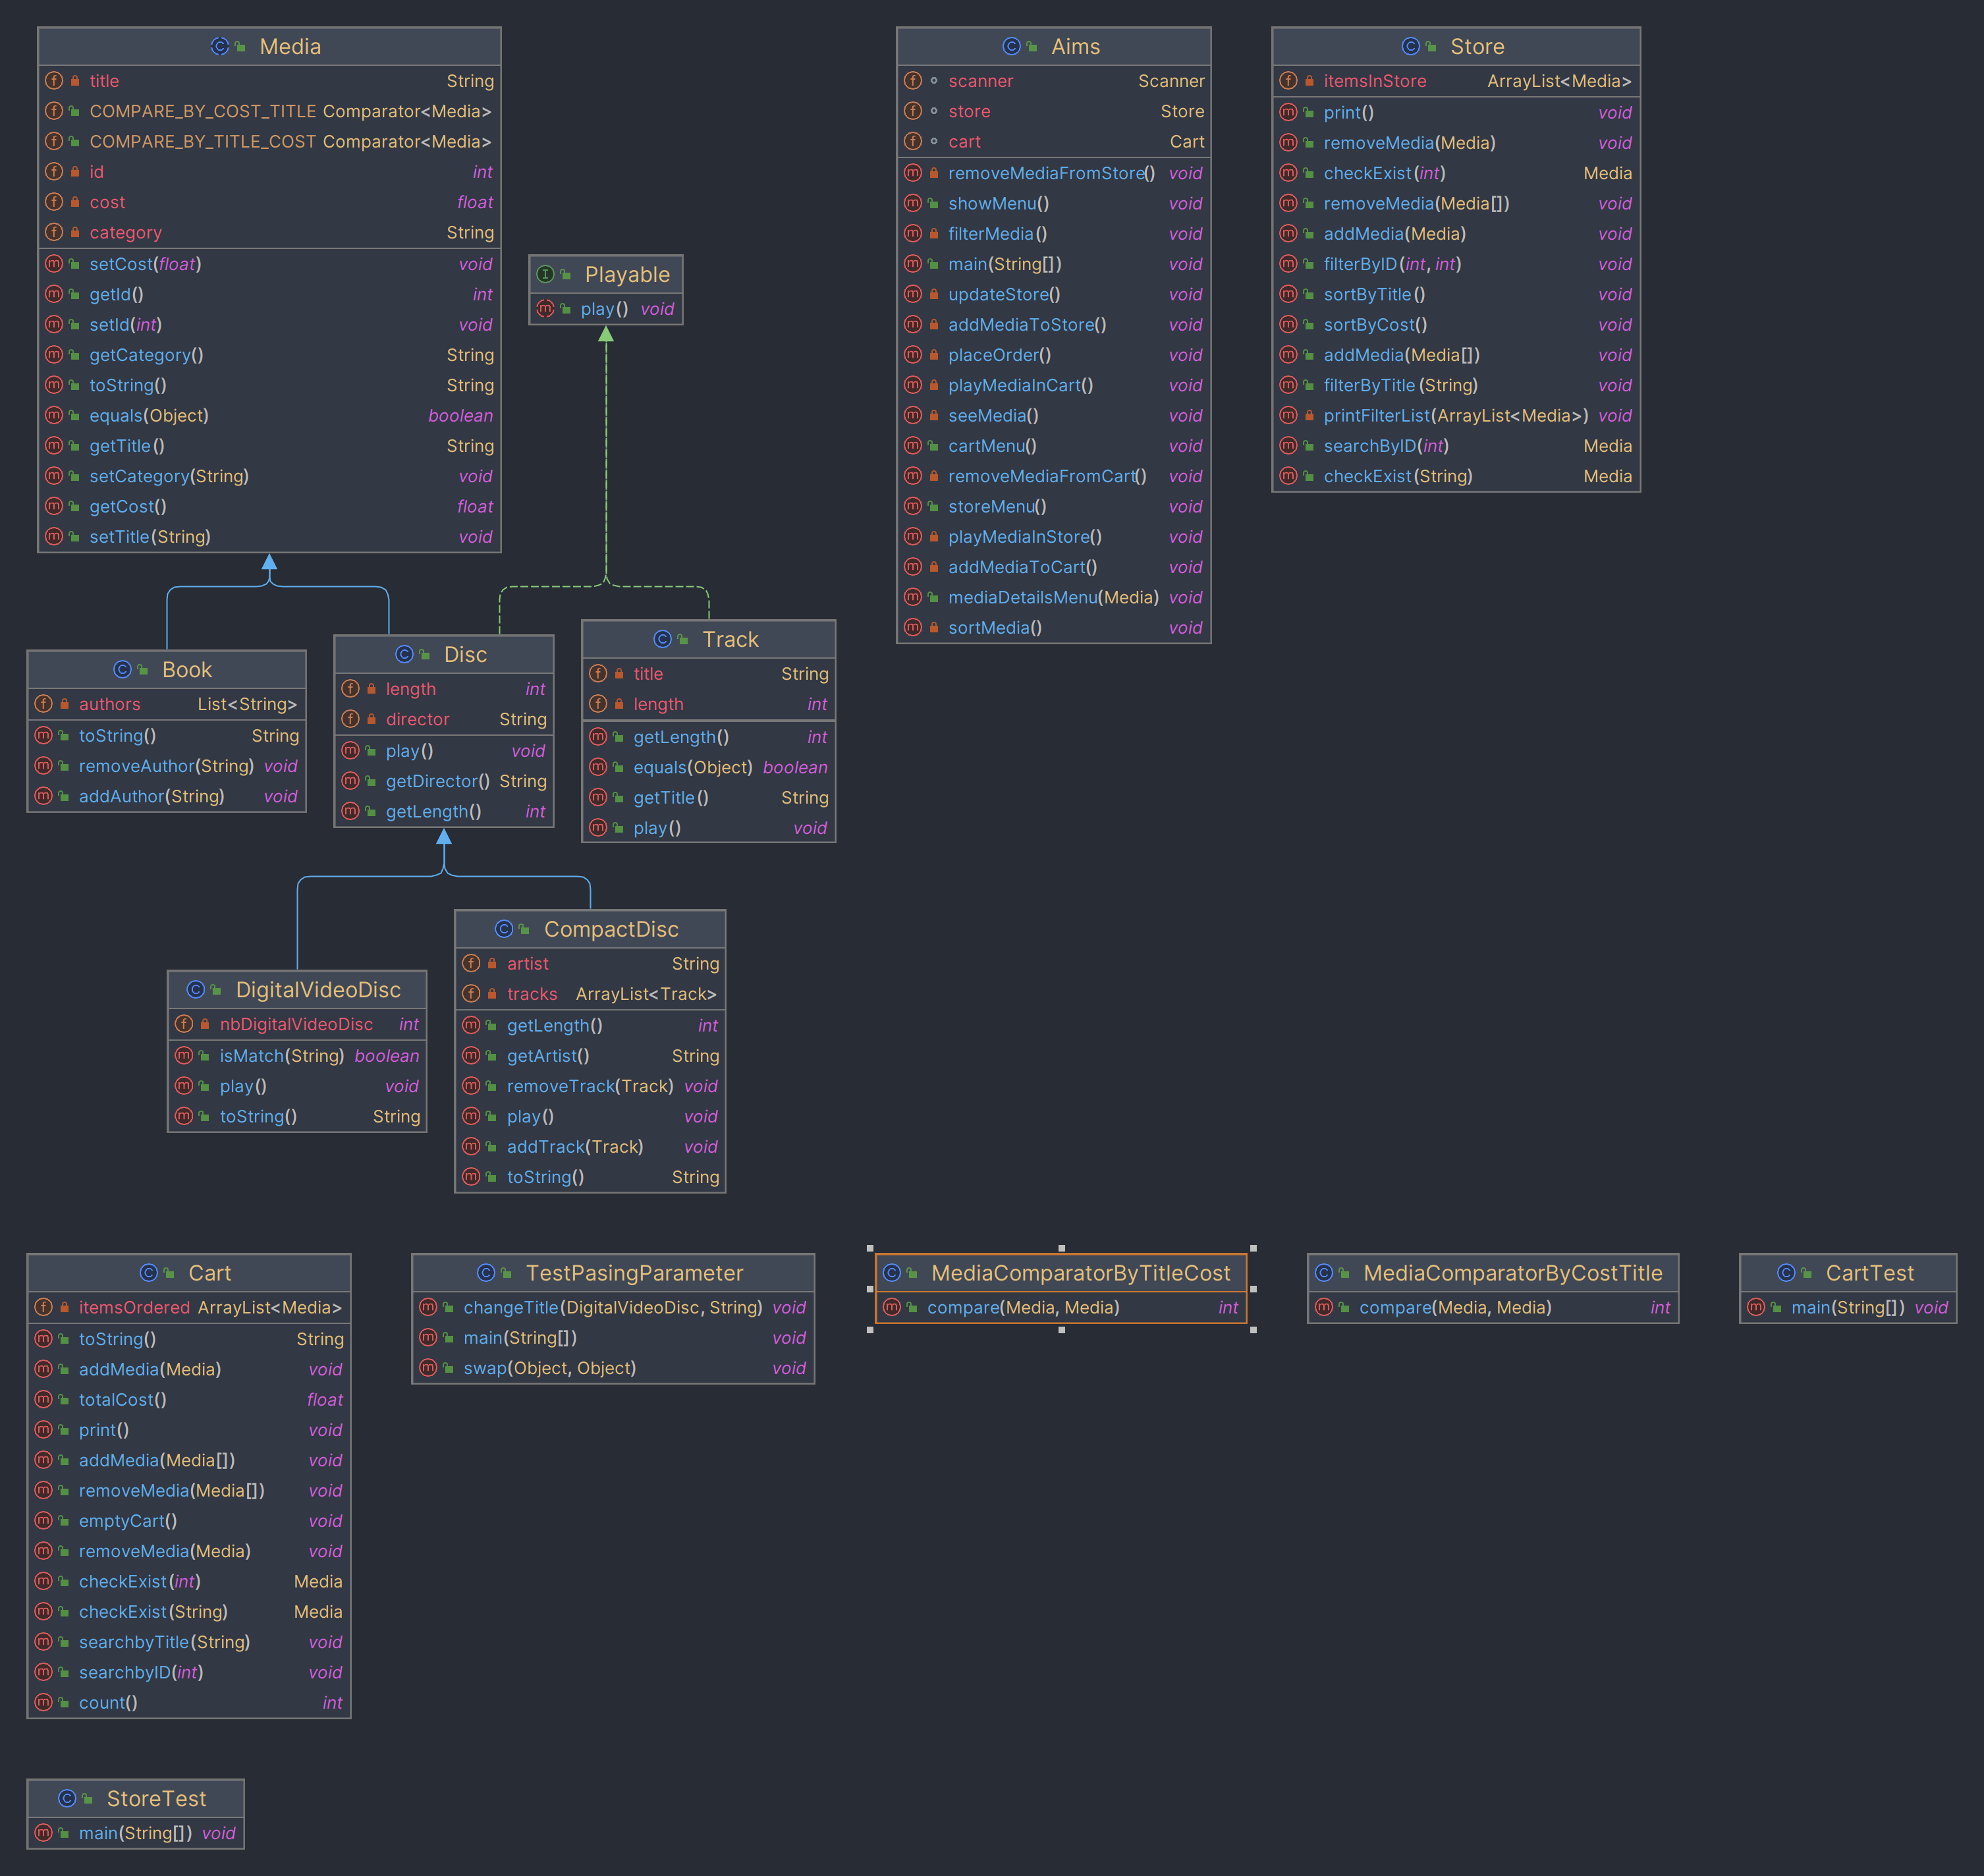 Media
title String
COMPARE_BY_COST_TITLE Comparator<Media>
COMPARE_BY_TITLE_COST Comparator<Media>
id int
cost float
category String
setCost(float) void
getId() int
setId(int) void
getCategory() String
toString() String
equals(Object) boolean
getTitle() String
setCategory(String) void
getCost() float
setTitle(String) void
Playable
play() void
Aims
scanner Scanner
store Store
cart Cart
removeMediaFromStore() void
showMenu() void
filterMedia() void
main(String[]) void
updateStore() void
addMediaToStore() void
placeOrder() void
playMediaInCart() void
seeMedia() void
cartMenu() void
removeMediaFromCart() void
storeMenu() void
playMediaInStore() void
addMediaToCart() void
mediaDetailsMenu(Media) void
sortMedia() void
Store
itemsInStore ArrayList<Media>
print() void
removeMedia(Media) void
checkExist(int) Media
removeMedia(Media[]) void
addMedia(Media) void
filterByID(int, int) void
sortByTitle() void
sortByCost() void
addMedia(Media[]) void
filterByTitle(String) void
printFilterList(ArrayList<Media>) void
searchByID(int) Media
checkExist(String) Media
Book
authors List<String>
toString() String
removeAuthor(String) void
addAuthor(String) void
Disc
length int
director String
play() void
getDirector() String
getLength() int
Track
title String
length int
getLength() int
equals(Object) boolean
getTitle() String
play() void
DigitalVideoDisc
nbDigitalVideoDisc int
isMatch(String) boolean
play() void
toString() String
CompactDisc
artist String
tracks ArrayList<Track>
getLength() int
getArtist() String
removeTrack(Track) void
play() void
addTrack(Track) void
toString() String
Cart
itemsOrdered ArrayList<Media>
toString() String
addMedia(Media) void
totalCost() float
print() void
addMedia(Media[]) void
removeMedia(Media[]) void
emptyCart() void
removeMedia(Media) void
checkExist(int) Media
checkExist(String) Media
searchbyTitle(String) void
searchbyID(int) void
count() int
TestPasingParameter
changeTitle(DigitalVideoDisc, String) void
main(String[]) void
swap(Object, Object) void
MediaComparatorByTitleCost
compare(Media, Media) int
MediaComparatorByCostTitle
compare(Media, Media) int
CartTest
main(String[]) void
StoreTest
main(String[]) void